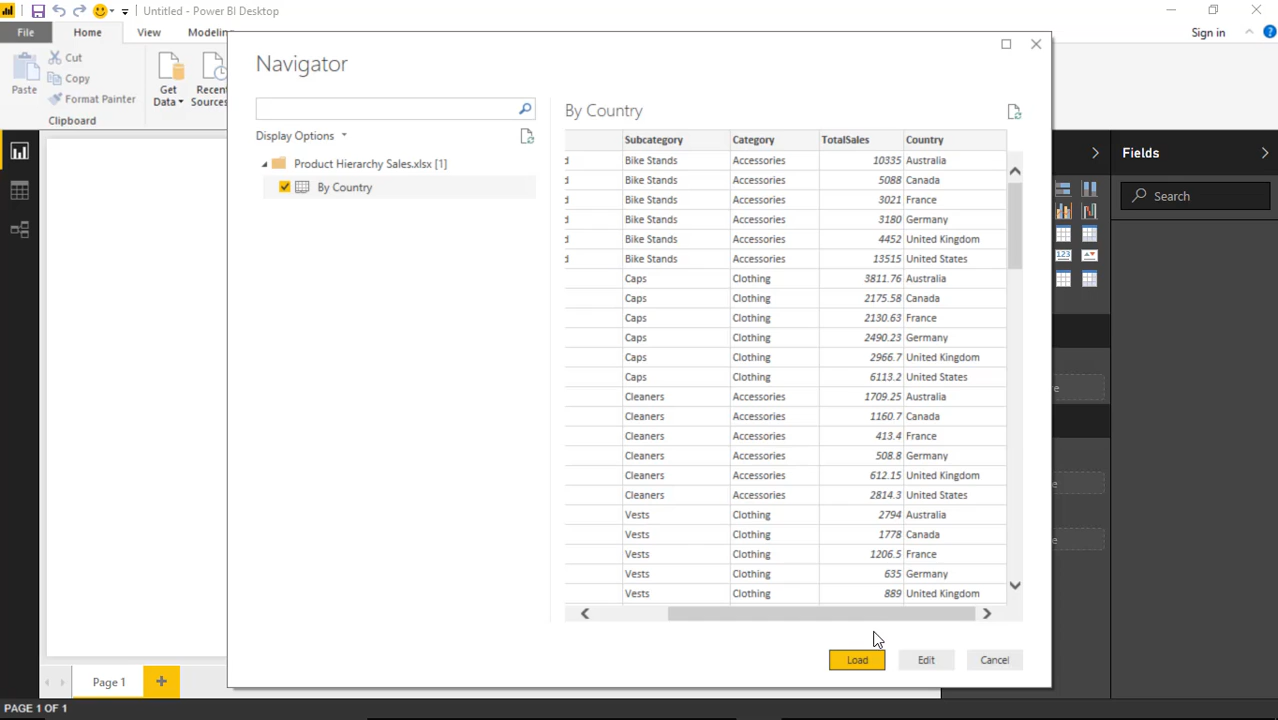 Untitled - Power BI Desktop
File Home View Modelin Sign in
Cut
Copy
Format Painter
Paste
Clipboard
Get Data
Recent Sources
Navigator
Display Options
Product Hierarchy Sales.xlsx [1]
By Country
By Country
Subcategory Category TotalSales Country
d Bike Stands Accessories 10335 Australia
d Bike Stands Accessories 5088 Canada
d Bike Stands Accessories 3021 France
d Bike Stands Accessories 3180 Germany
d Bike Stands Accessories 4452 United Kingdom
d Bike Stands Accessories 13515 United States
Caps Clothing 3811.76 Australia
Caps Clothing 2175.58 Canada
Caps Clothing 2130.63 France
Caps Clothing 2490.23 Germany
Caps Clothing 2966.7 United Kingdom
Caps Clothing 6113.2 United States
Cleaners Accessories 1709.25 Australia
Cleaners Accessories 1160.7 Canada
Cleaners Accessories 413.4 France
Cleaners Accessories 508.8 Germany
Cleaners Accessories 612.15 United Kingdom
Cleaners Accessories 2814.3 United States
Vests Clothing 2794 Australia
Vests Clothing 1778 Canada
Vests Clothing 1206.5 France
Vests Clothing 635 Germany
Vests Clothing 889 United Kingdom
Load Edit Cancel
Fields
Search
123
Page 1
PAGE 1 OF 1